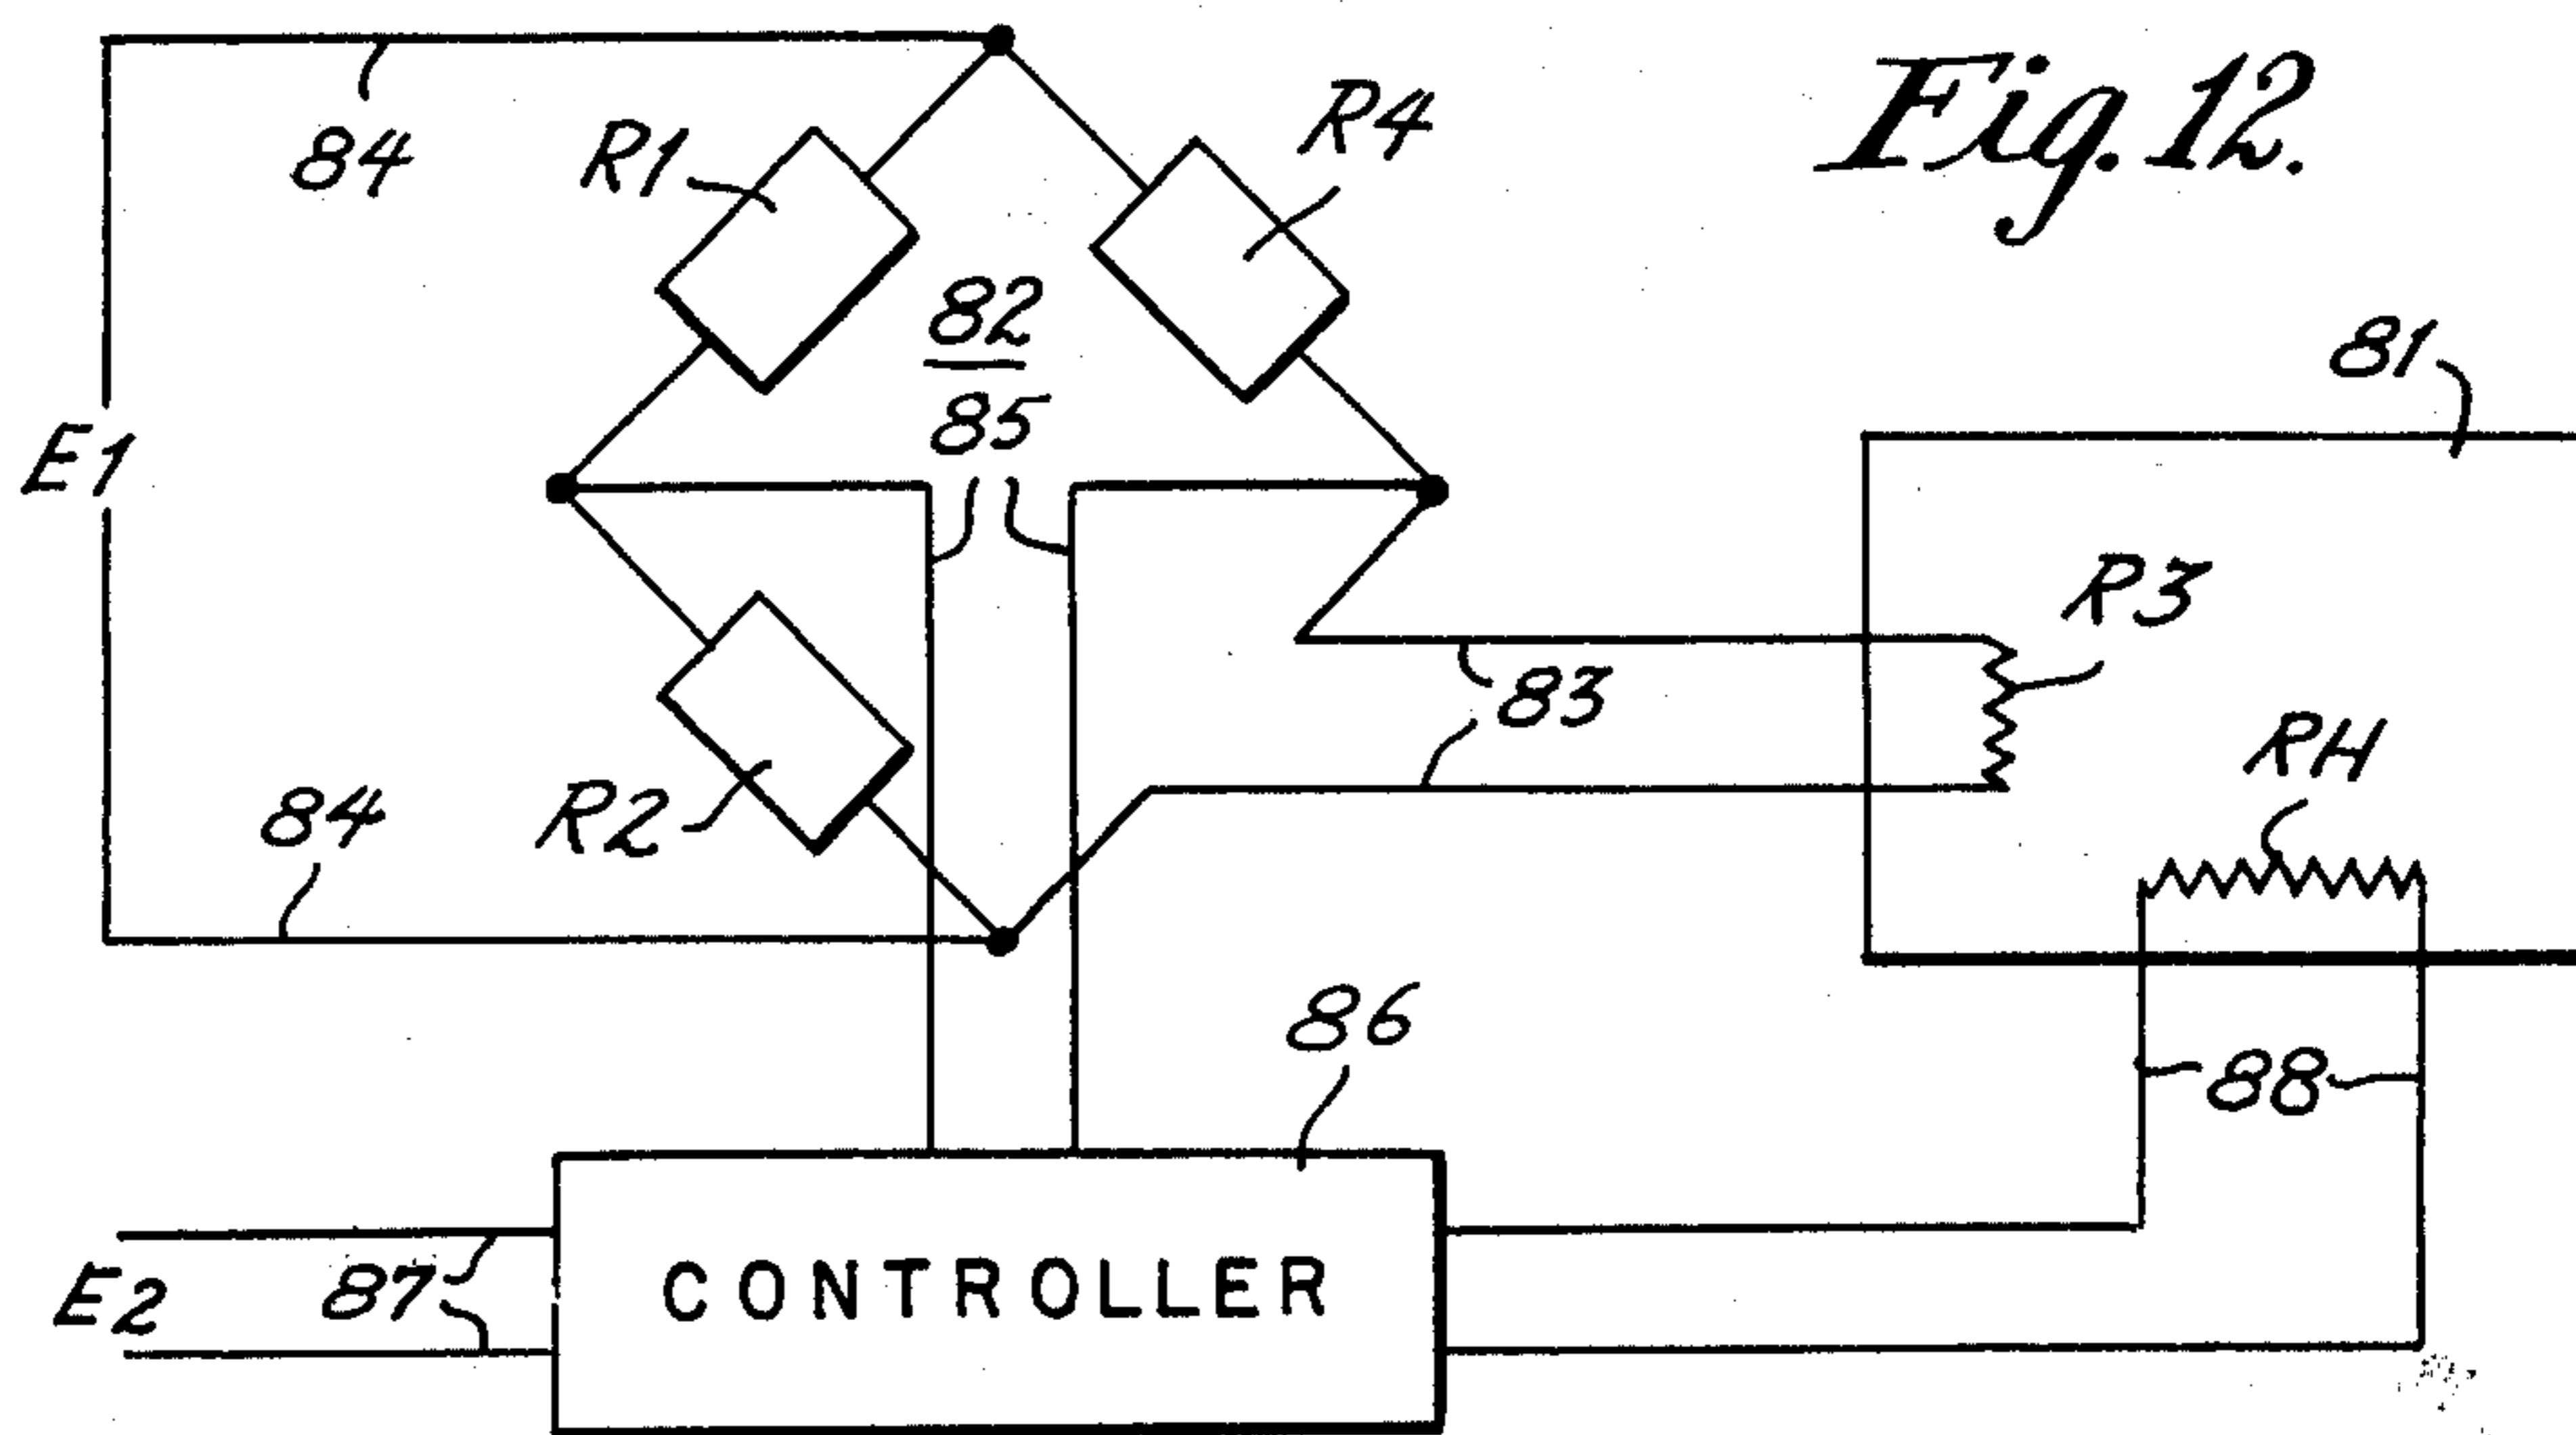 Fig. 12.
84
R1
R4
82
85
E1
81
R3
83
RH
84
R2
86
88
CONTROLLER
E2
87